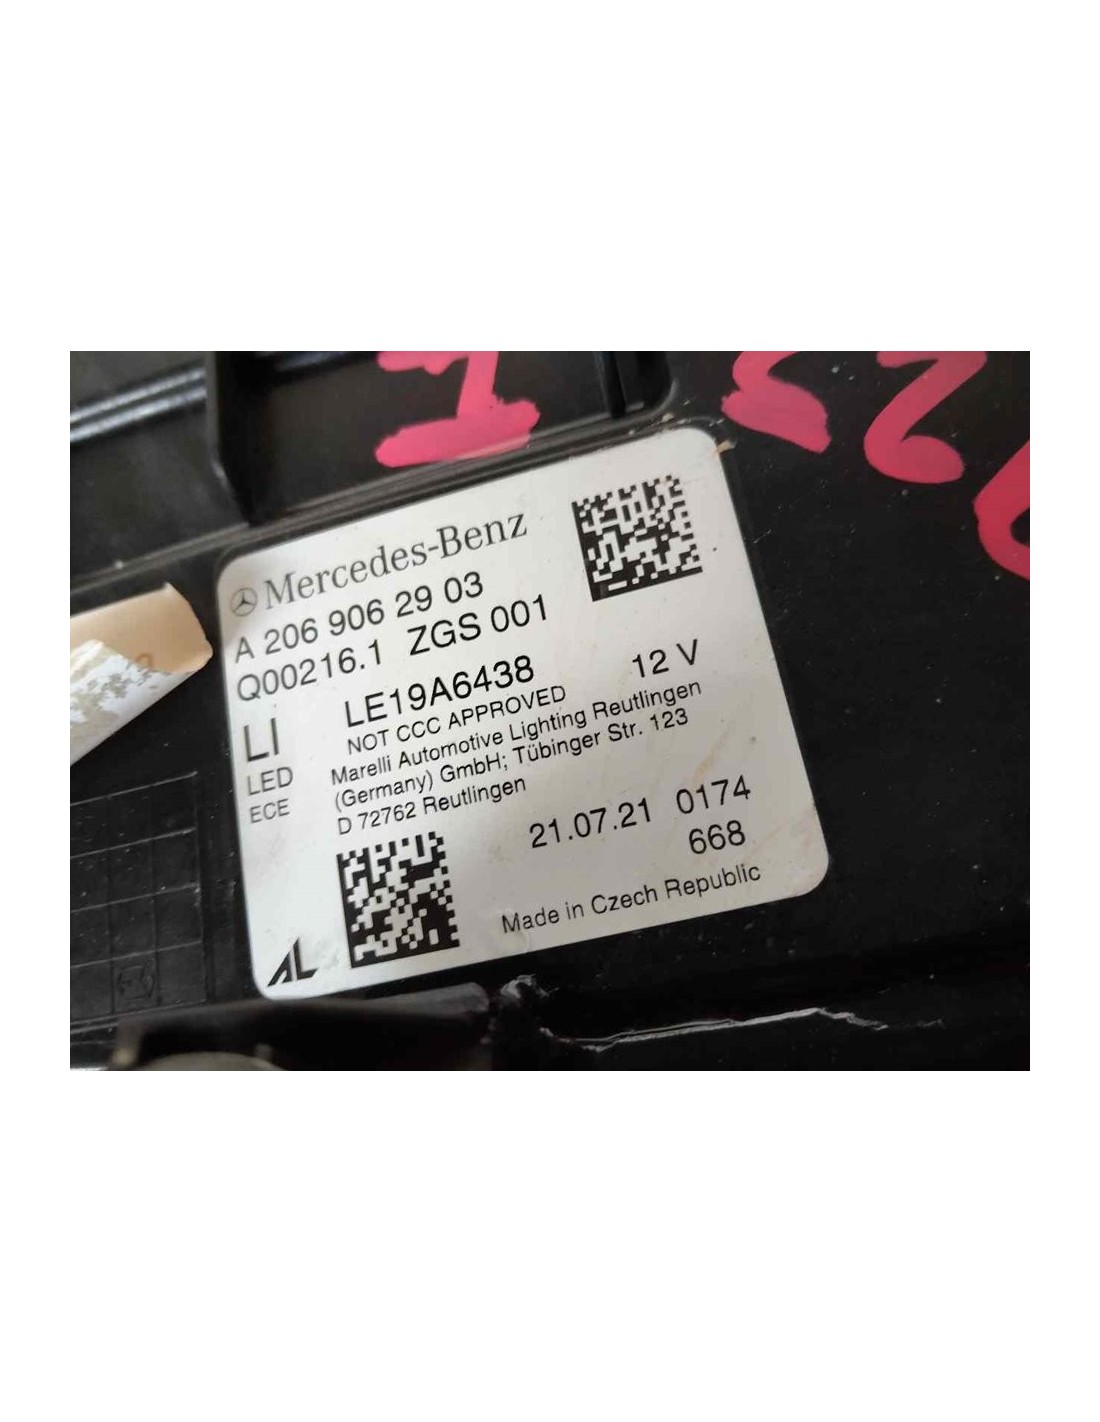 Mercedes-Benz
A 206 906 29 03
Q00216.1 ZGS 001
LI LE19A6438 12 V
NOT CCC APPROVED
LED Marelli Automotive Lighting Reutlingen
ECE (Germany) GmbH; Tübinger Str. 123
D 72762 Reutlingen
21.07.21 0174
668
Made in Czech Republic
AL